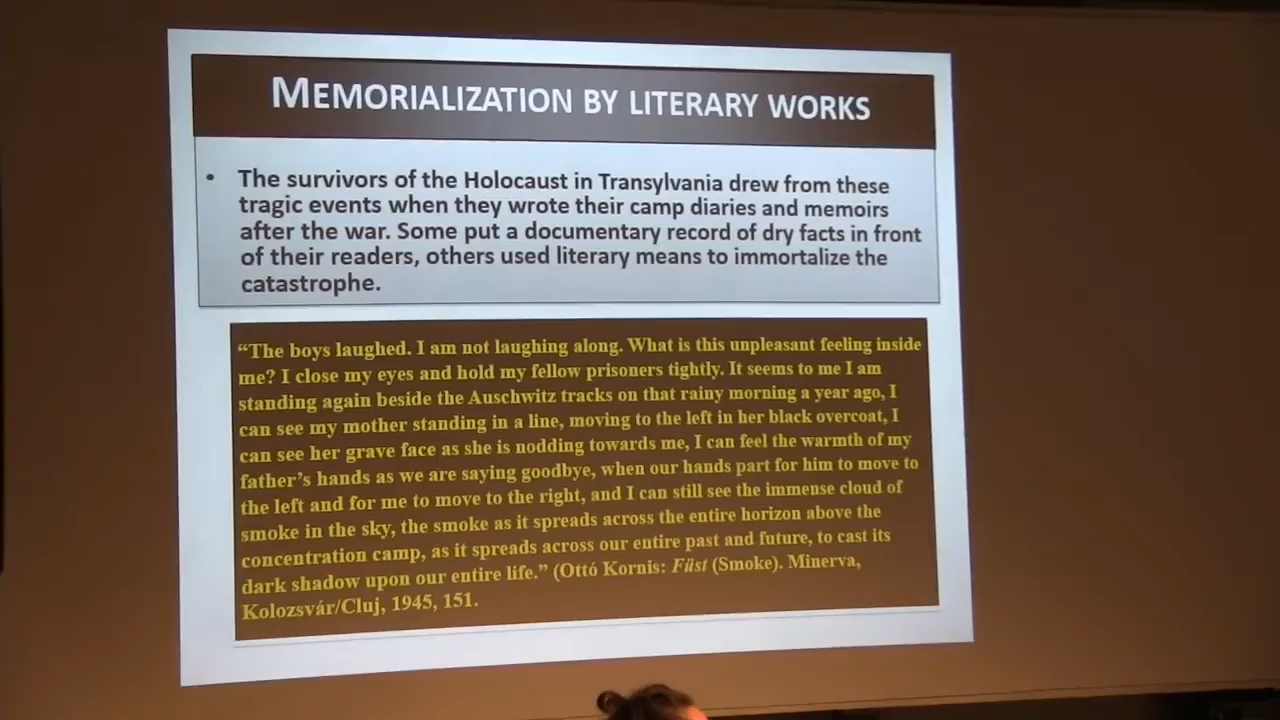 MEMORIALIZATION BY LITERARY WORKS
• The survivors of the Holocaust in Transylvania drew from these
tragic events when they wrote their camp diaries and memoirs
after the war. Some put a documentary record of dry facts in front
of their readers, others used literary means to immortalize the
catastrophe.
“The boys laughed. I am not laughing along. What is this unpleasant feeling inside
me? I close my eyes and hold my fellow prisoners tightly. It seems to me I am
standing again beside the Auschwitz tracks on that rainy morning a year ago, I
can see my mother standing in a line, moving to the left in her black overcoat, I
can see her grave face as she is nodding towards me, I can feel the warmth of my
father’s hands as we are saying goodbye, when our hands part for him to move to
the left and for me to move to the right, and I can still see the immense cloud of
smoke in the sky, the smoke as it spreads across the entire horizon above the
concentration camp, as it spreads across our entire past and future, to cast its
dark shadow upon our entire life.” (Ottó Kornis: Füst (Smoke). Minerva,
Kolozsvár/Cluj, 1945, 151.